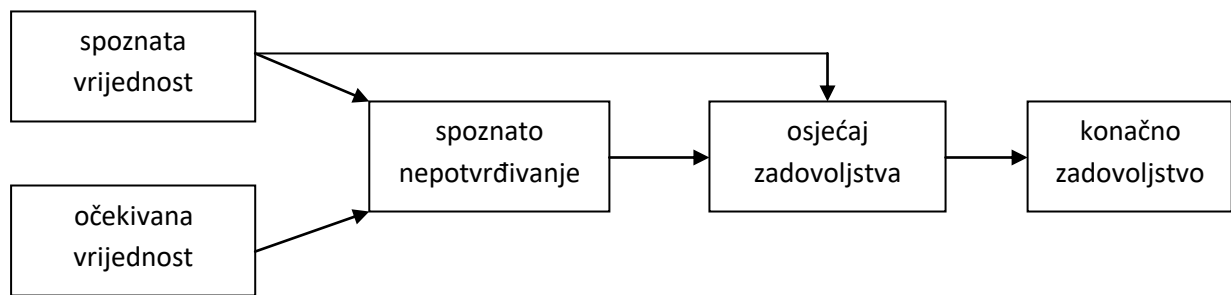 spoznata
vrijednost
spoznato
nepotvrđivanje
osjećaj
zadovoljstva
konačno
zadovoljstvo
očekivana
vrijednost